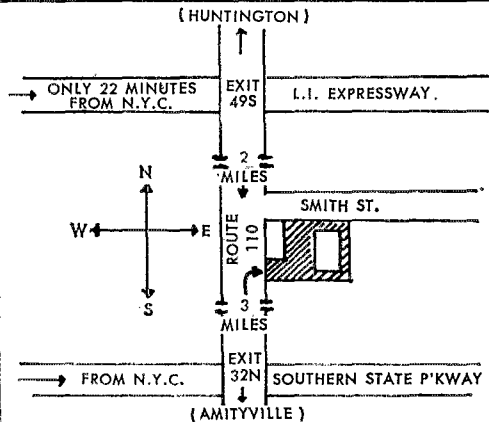 (HUNTINGTON)
ONLY 22 MINUTES
FROM N.Y.C.
EXIT
49S
L.I. EXPRESSWAY.
2
MILES
N
W E
S
SMITH ST.
ROUTE 110
3
MILES
EXIT
32N
FROM N.Y.C.
SOUTHERN STATE P'KWAY
(AMITYVILLE)